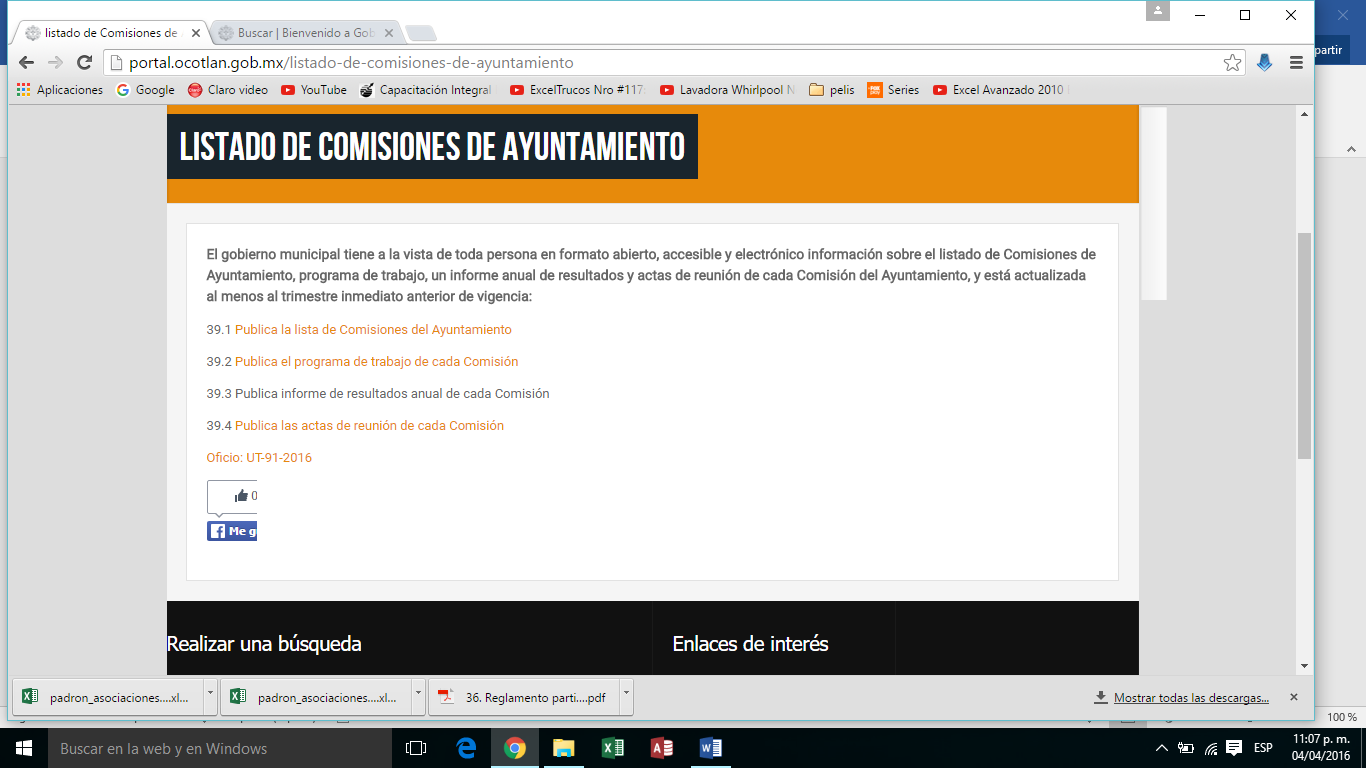 listado de Comisiones de
Buscar | Bienvenido a Gob
partir
portal.ocotlan.gob.mx/listado-de-comisiones-de-ayuntamiento
Aplicaciones
Google
Claro video
YouTube
Capacitación Integral
ExcelTrucos Nro #117:
Lavadora Whirlpool
pelis
Series
Excel Avanzado 2010
LISTADO DE COMISIONES DE AYUNTAMIENTO
El gobierno municipal tiene a la vista de toda persona en formato abierto, accesible y electrónico información sobre el listado de Comisiones de
Ayuntamiento, programa de trabajo, un informe anual de resultados y actas de reunión de cada Comisión del Ayuntamiento, y está actualizada
al menos al trimestre inmediato anterior de vigencia:
39.1 Publica la lista de Comisiones del Ayuntamiento
39.2 Publica el programa de trabajo de cada Comisión
39.3 Publica informe de resultados anual de cada Comisión
39.4 Publica las actas de reunión de cada Comisión
Oficio: UT-91-2016
0
Me g
Realizar una búsqueda
Enlaces de interés
padron_asociaciones....xl...
padron_asociaciones....xl...
36. Reglamento parti....pdf
Mostrar todas las descargas...
100 %
Buscar en la web y en Windows
ESP
11:07 p. m.
04/04/2016